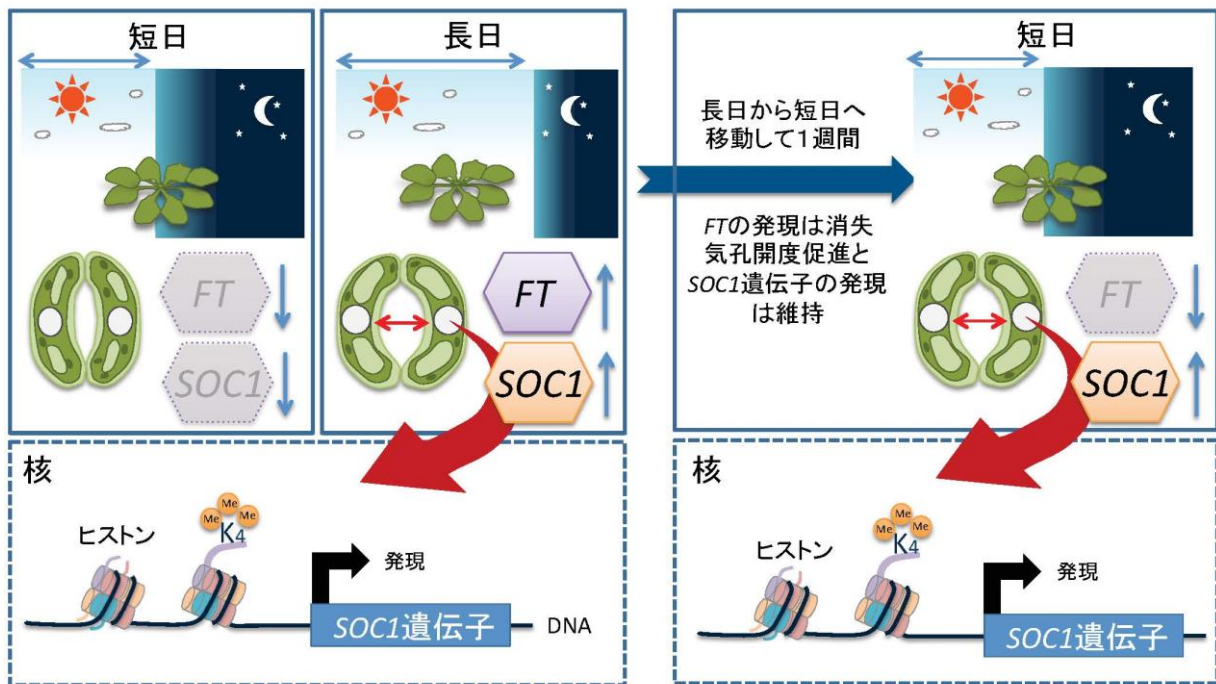 短日
FT
SOC1
長日
FT
SOC1
長日から短日へ
移動して1週間
FTの発現は消失
気孔開度促進と
SOC1遺伝子の発現
は維持
短日
FT
SOC1
核
ヒストン
Me
Me
Me
K4
発現
SOC1遺伝子
DNA
核
ヒストン
Me
Me
Me
K4
発現
SOC1遺伝子